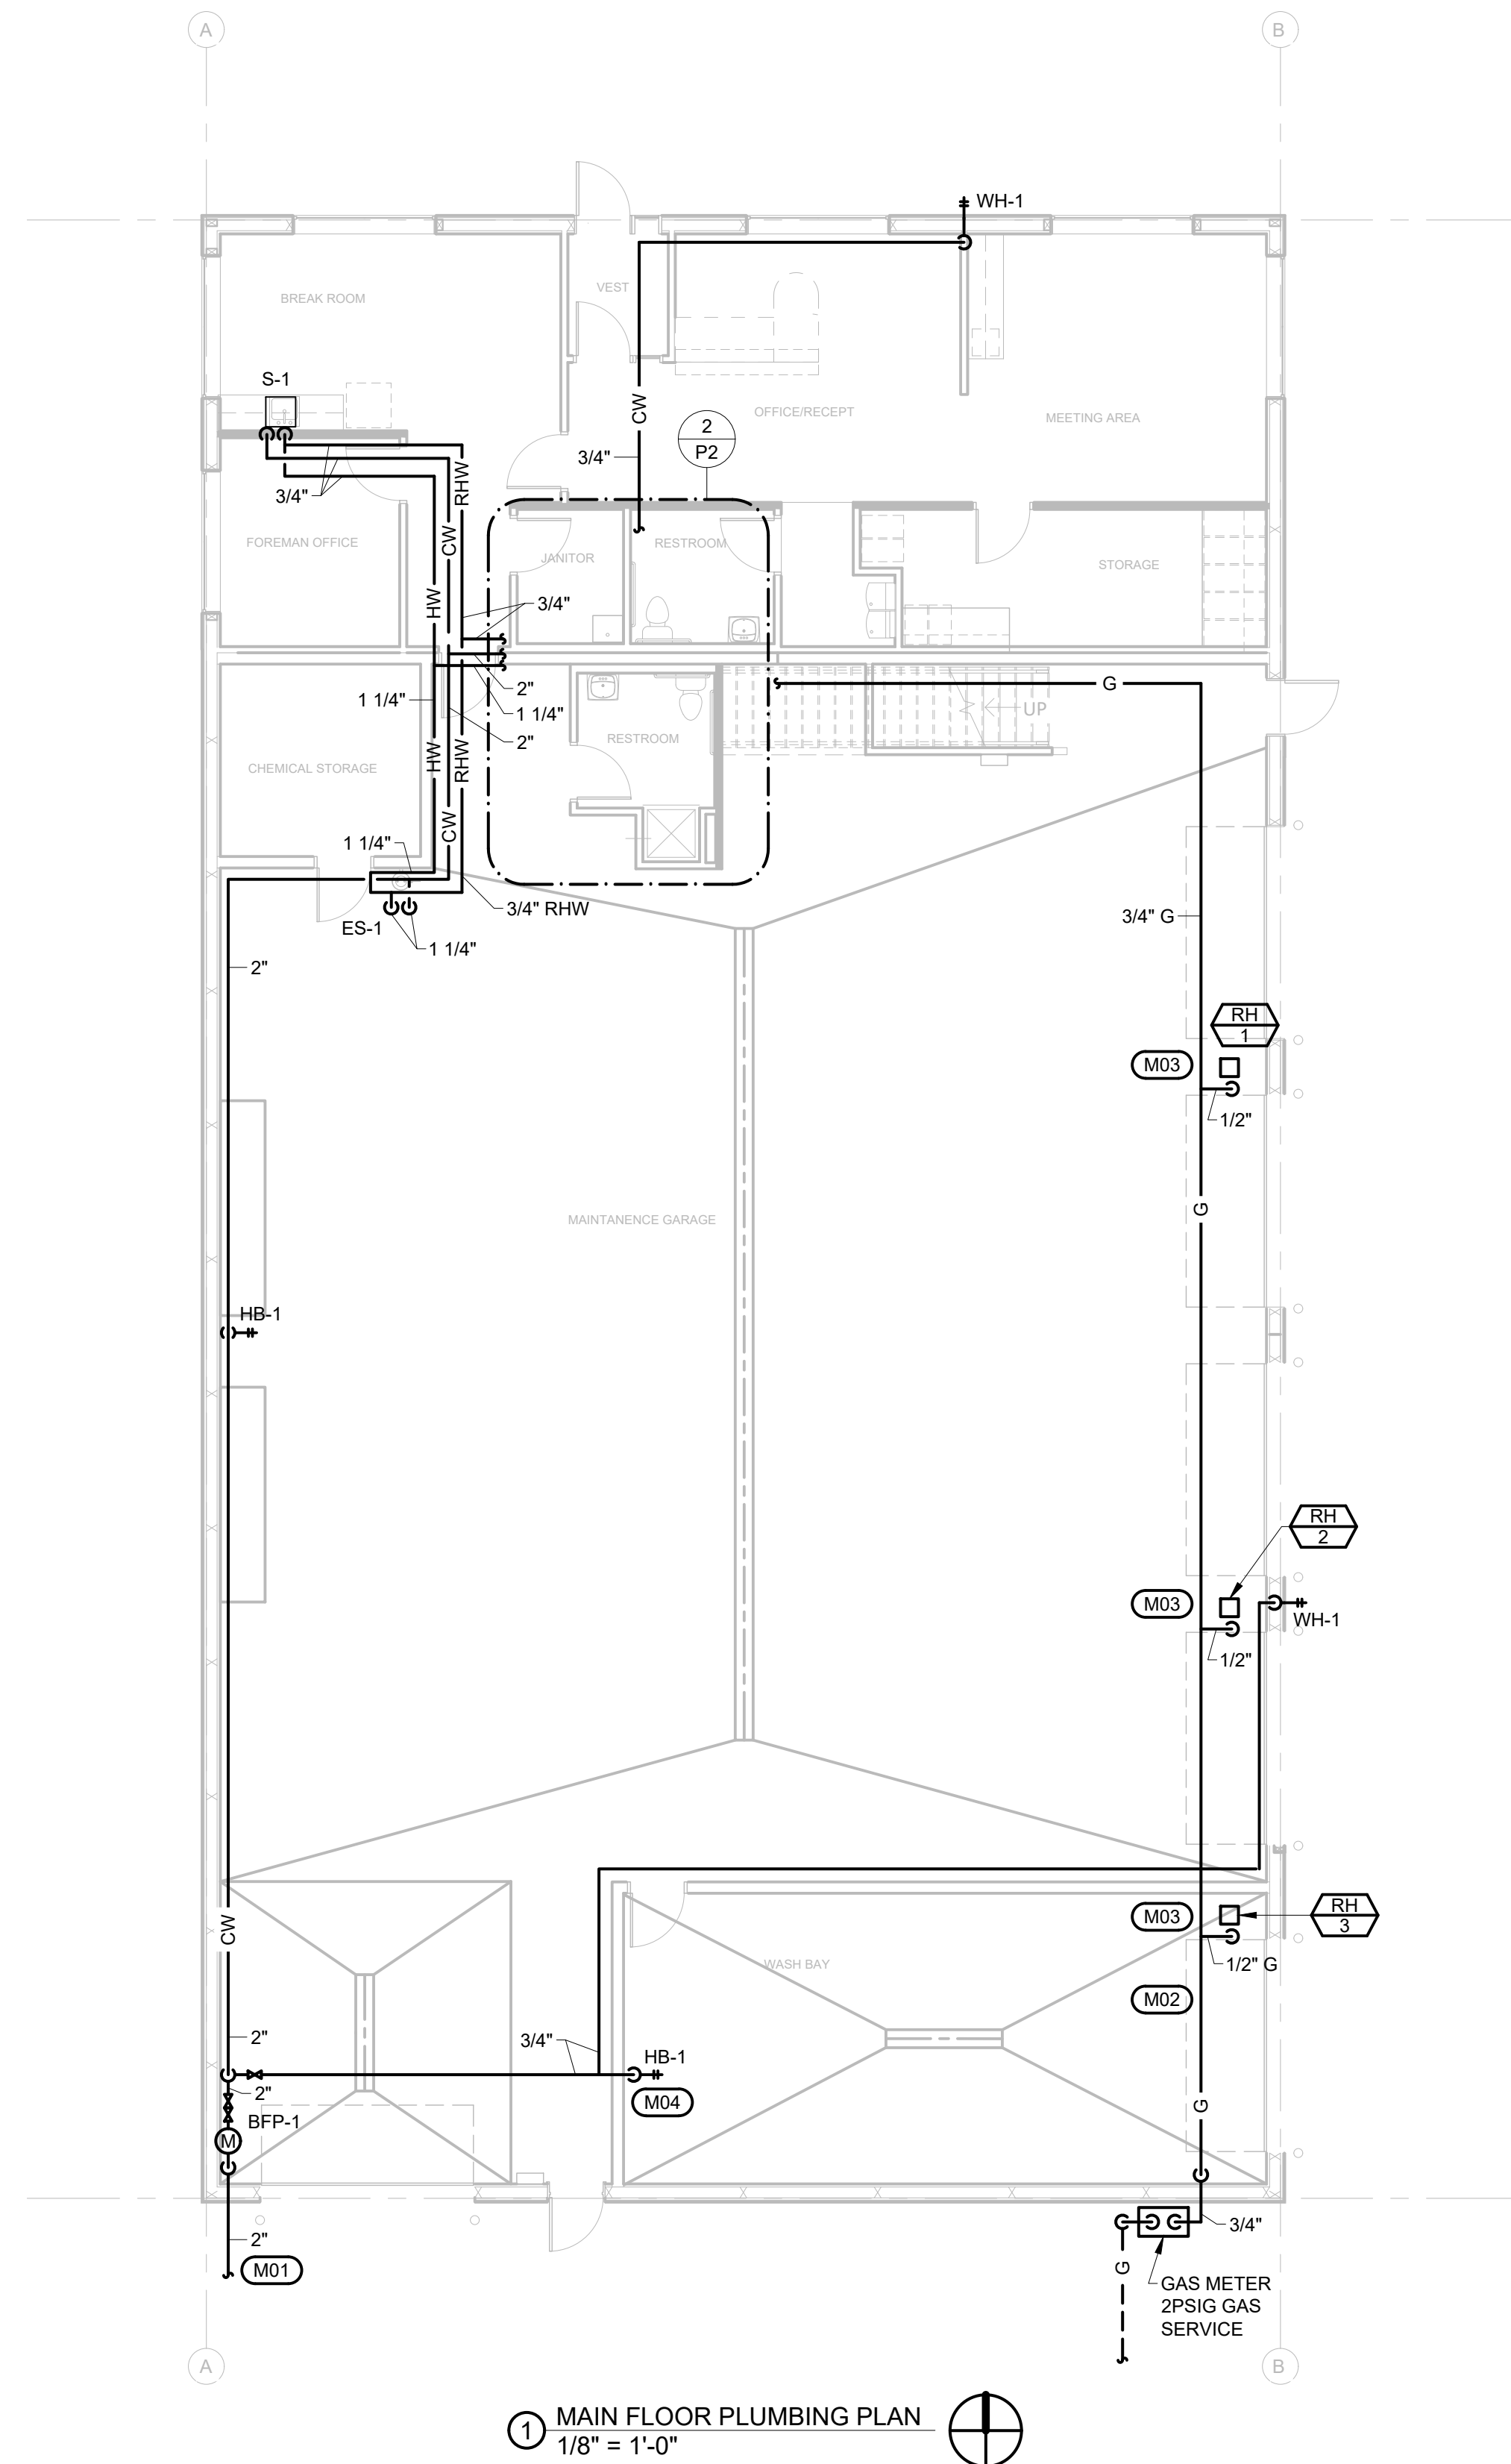 A
B
WH-1
BREAK ROOM
VEST
S-1
OFFICE/RECEPT
MEETING AREA
CW
2
P2
3/4"
RHW
3/4"
CW
FOREMAN OFFICE
JANITOR
RESTROOM
STORAGE
HW
3/4"
2"
G
1 1/4"
1 1/4"
UP
2"
RESTROOM
HW
RHW
CHEMICAL STORAGE
CW
1 1/4"
3/4" RHW
3/4" G
ES-1
1 1/4"
2"
RH
1
M03
1/2"
G
MAINTANENCE GARAGE
HB-1
RH
2
M03
WH-1
1/2"
RH
3
M03
CW
WASH BAY
1/2" G
M02
2"
3/4"
HB-1
2"
M04
G
BFP-1
M
3/4"
2"
M01
G
GAS METER
2PSIG GAS
SERVICE
A
B
1
MAIN FLOOR PLUMBING PLAN
1/8" = 1'-0"